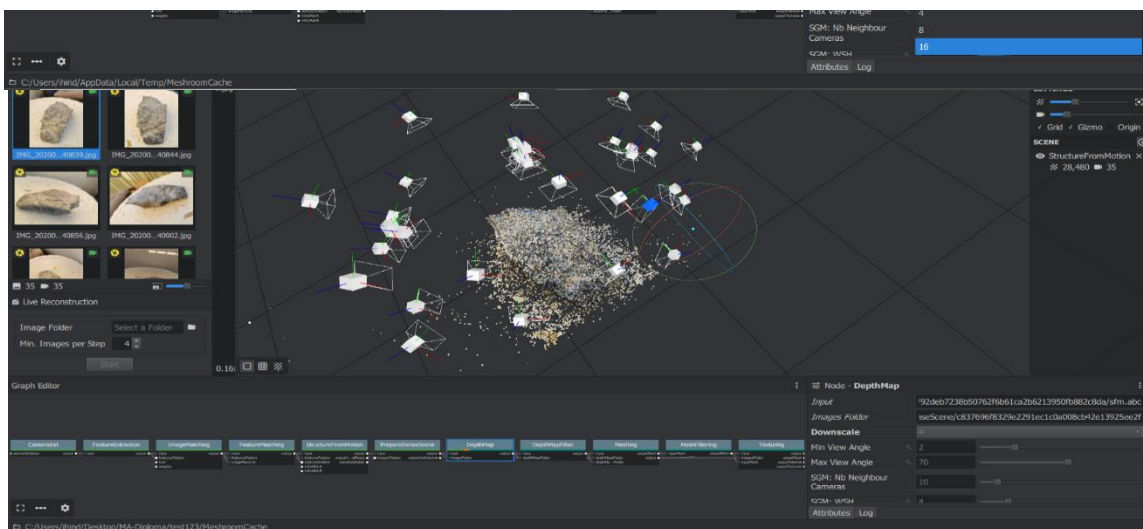 Max View Angle
4
SGM: Nb Neighbour Cameras
8
16
SGM: WSH
Attributes Log
C:/Users/ihind/AppData/Local/Temp/MeshroomCache
IMG_20200...40839.jpg
IMG_20200...40844.jpg
IMG_20200...40856.jpg
IMG_20200...40902.jpg
35 35
Live Reconstruction
Image Folder
Select a Folder
Min. Images per Step
4
Start
Grid Gizmo Origin
SCENE
StructureFromMotion
28,480 35
Graph Editor
CameraInit
FeatureExtraction
ImageMatching
FeatureMatching
StructureFromMotion
PrepareDenseScene
DepthMap
DepthMapFilter
Meshing
MeshFiltering
Texturing
Node - DepthMap
Input
'92deb7238b50762f6b61ca2b6213950fb882c8da/sfm.abc
Images Folder
nseScene/c837696f8329e2291ec1c0a008cb42e13925ee2f
Downscale
4
Min View Angle
2
Max View Angle
70
SGM: Nb Neighbour Cameras
10
SGM: WSH
4
Attributes Log
C:/Users/ihind/Desktop/MA-Diploma/test123/MeshroomCache